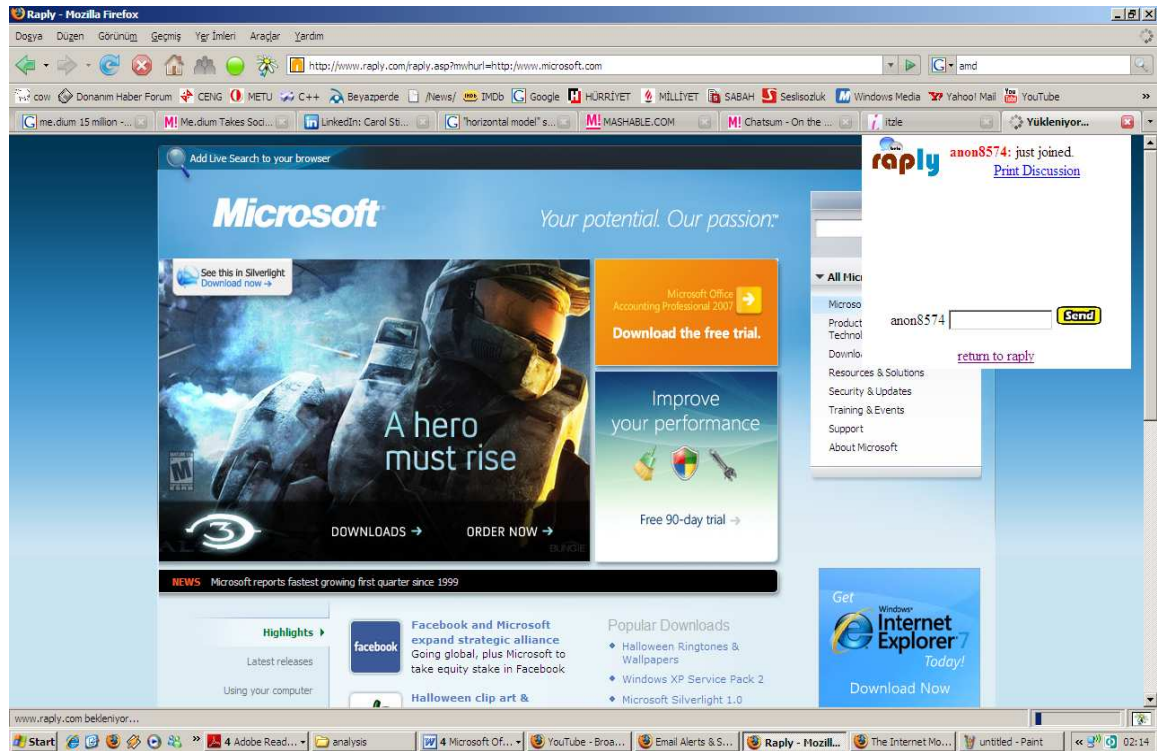 Raply - Mozilla Firefox
Dosya Düzen Görünüm Geçmiş Yer İmleri Araçlar Yardım
http://www.raply.com/raply.asp?mwhurl=http:/www.microsoft.com
amd
cow Donanım Haber Forum CENG METU C++ Beyazperde /News/ IMDb Google HÜRRİYET MİLLİYET SABAH Seslisozluk Windows Media Yahoo! Mail YouTube
me.dium 15 milion -... Me.dium Takes Soci... LinkedIn: Carol Sti... "horizontal model" s... MASHABLE.COM Chatsum - On the ... itzle Yükleniyor...
Add Live Search to your browser
raply
anon8574: just joined.
Print Discussion
Microsoft
Your potential. Our passion.™
See this in Silverlight
Download now
Microsoft Office
Accounting Professional 2007
Download the free trial.
A hero
must rise
DOWNLOADS
ORDER NOW
3
BUNGIE
Improve
your performance
Free 90-day trial
All Mic
Microso
Product
Technol
Downlo
Resources & Solutions
Security & Updates
Training & Events
Support
About Microsoft
anon8574
Send
return to raply
NEWS Microsoft reports fastest growing first quarter since 1999
Highlights
Latest releases
Using your computer
facebook
Facebook and Microsoft
expand strategic alliance
Going global, plus Microsoft to
take equity stake in Facebook
Halloween clip art &
Popular Downloads
Halloween Ringtones &
Wallpapers
Windows XP Service Pack 2
Microsoft Silverlight 1.0
Get
Windows
Internet
Explorer 7
Today!
Download Now
www.raply.com bekleniyor...
Start 4 Adobe Read... analysis 4 Microsoft Of... YouTube - Broa... Email Alerts & S... Raply - Mozill... The Internet Mo... untitled - Paint 02:14